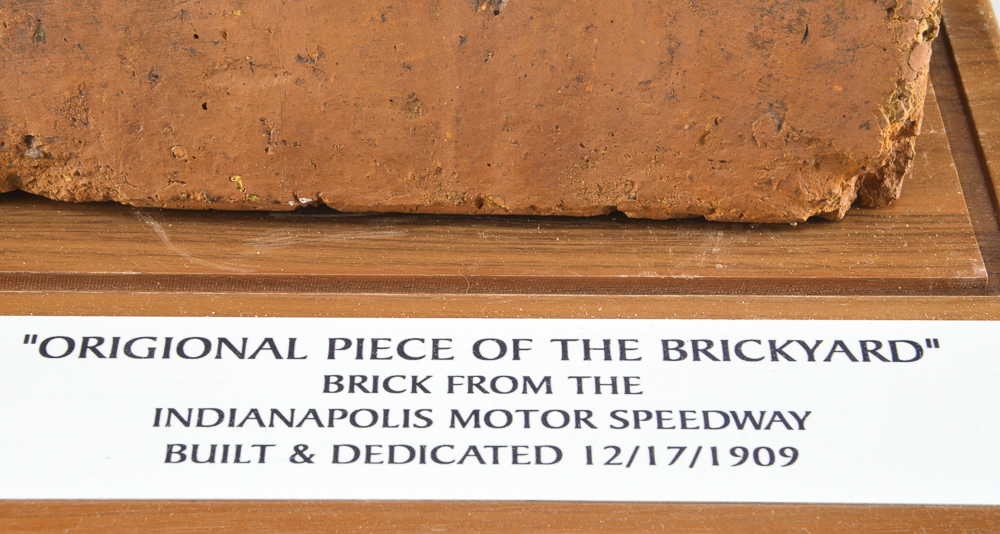 "ORIGIONAL PIECE OF THE BRICKYARD"
BRICK FROM THE
INDIANAPOLIS MOTOR SPEEDWAY
BUILT & DEDICATED 12/17/1909